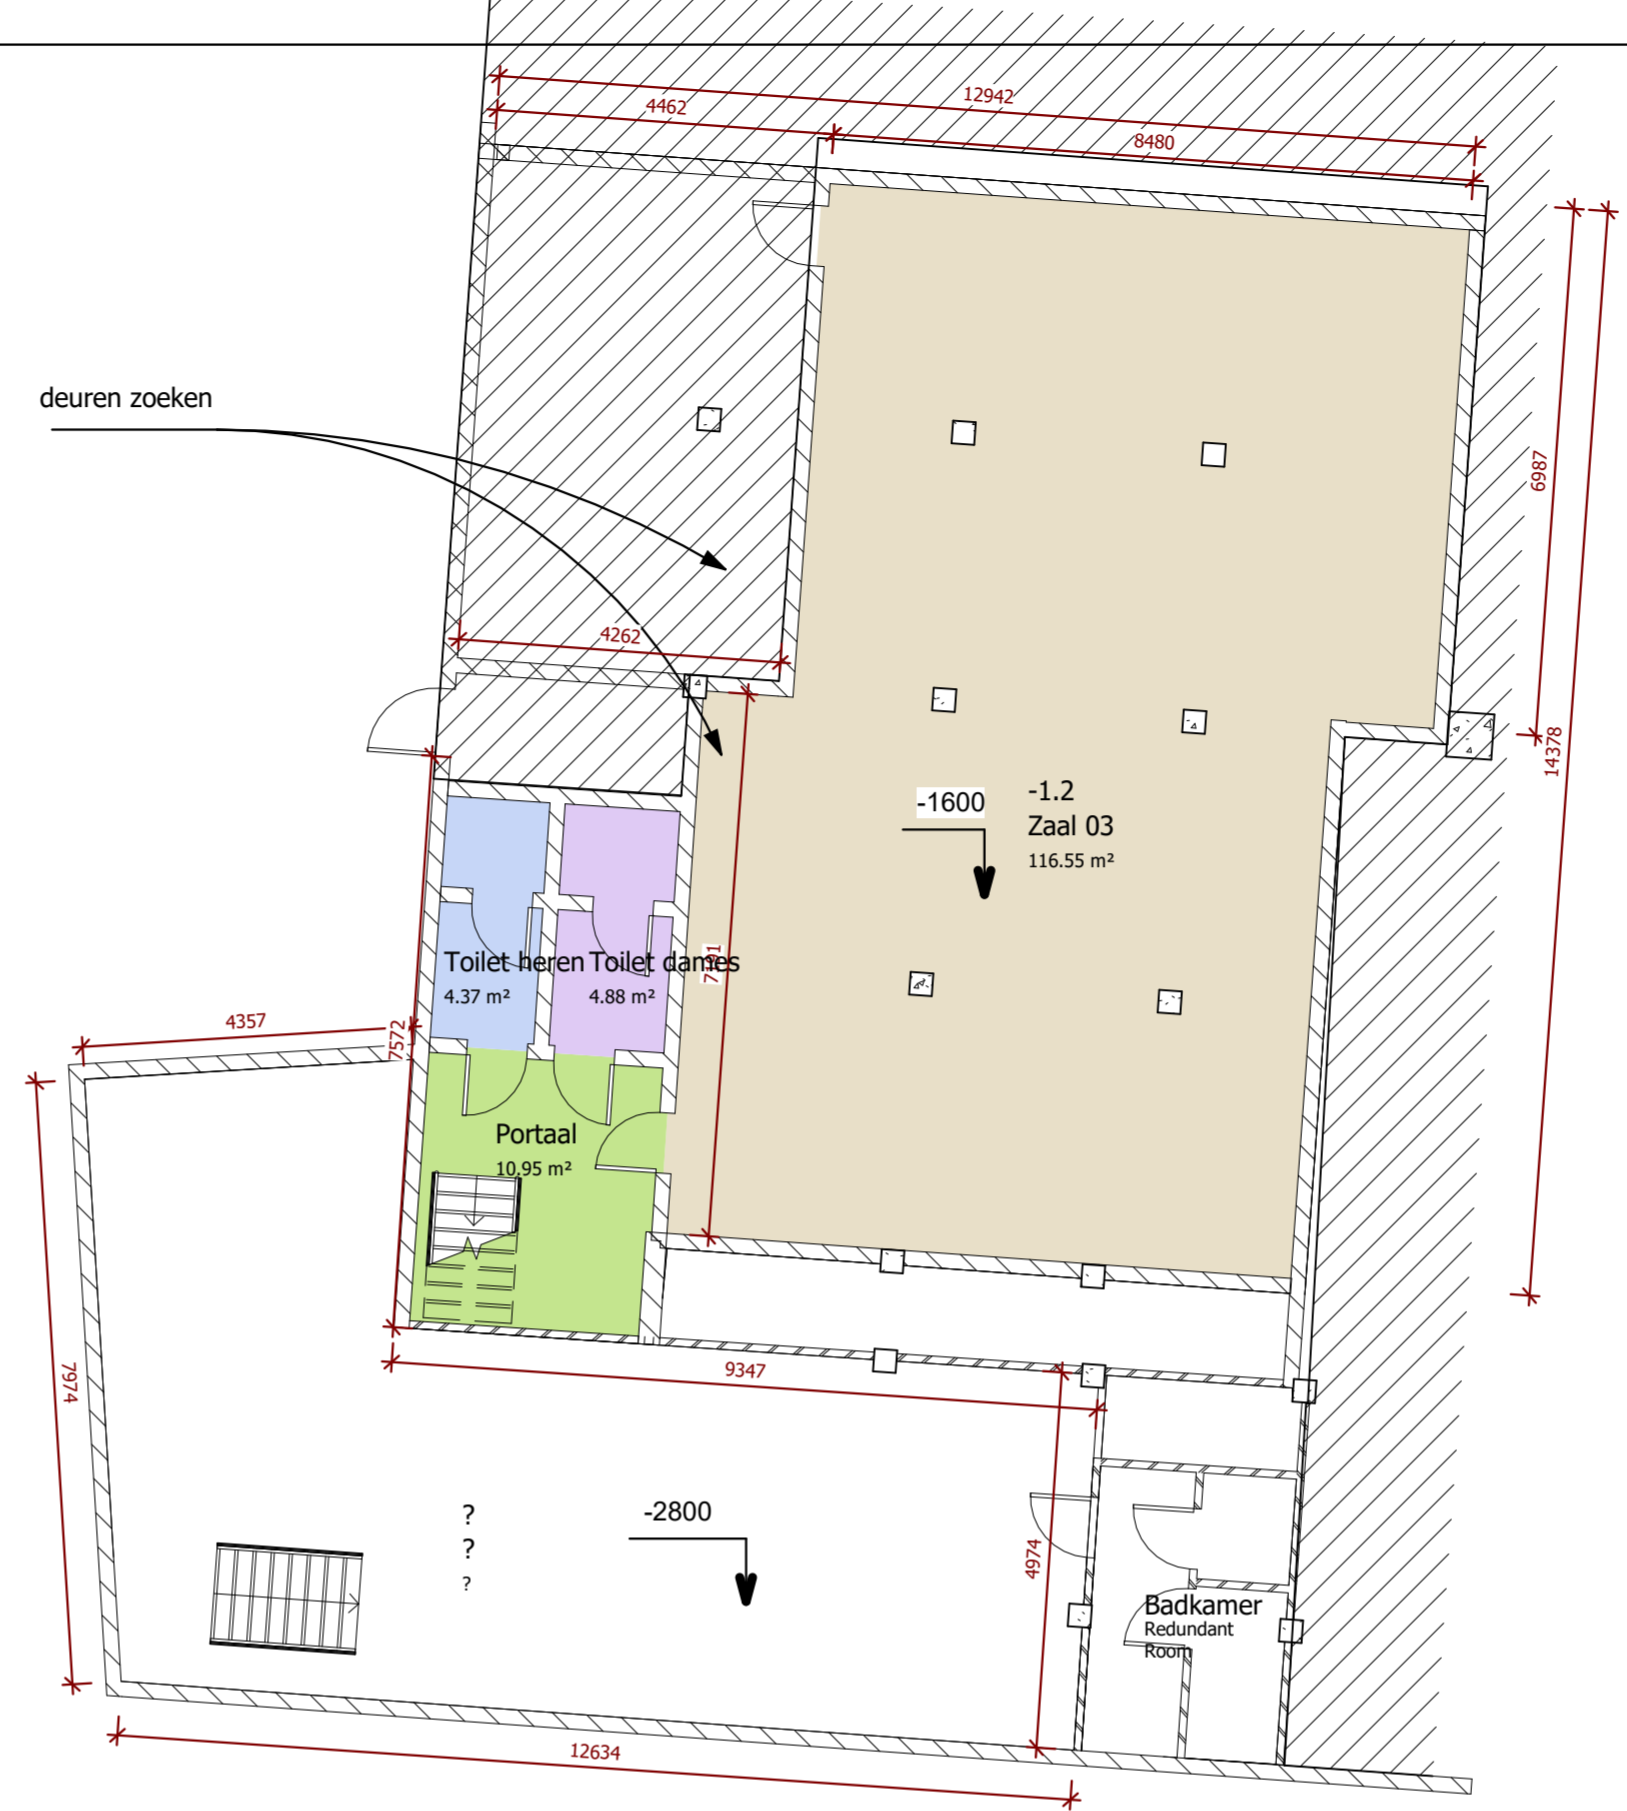 12942
4462
8480
deuren zoeken
6987
4262
14378
-1.2
-1600
Zaal 03
116.55 m²
7191
Toilet heren
Toilet dames
4.37 m²
4.88 m²
4357
7572
Portaal
10.95 m²
7974
9347
?
-2800
?
4974
?
Badkamer
Redundant
Room
12634